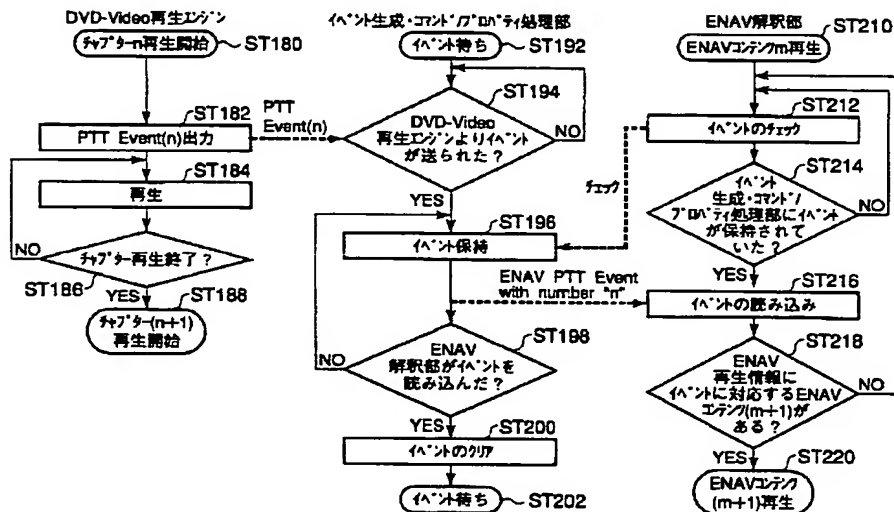 DVD-Video再生エンジン
チャプターn再生開始
ST180
ST182
PTT Event(n)出力
PTT
Event(n)
ST184
再生
NO
チャプター再生終了？
ST186
YES
ST188
チャプター(n+1)
再生開始
イベント生成・コマンド/プロパティ処理部
イベント待ち
ST192
ST194
DVD-Video
再生エンジンよりイベント
が送られた？
NO
YES
ST196
イベント保持
チェック
ENAV PTT Event
with number "n"
ST198
NO
ENAV
解釈部がイベントを
読み込んだ？
YES
ST200
イベントのクリア
イベント待ち
ST202
ENAV解釈部
ST210
ENAVコンテンツm再生
ST212
イベントのチェック
ST214
イベント
生成・コマンド/
プロパティ処理部にイベント
が保持されて
いた？
NO
YES
ST216
イベントの読み込み
ST218
ENAV
再生情報に
イベントに対応するENAV
コンテンツ(m+1)が
ある？
NO
YES
ST220
ENAVコンテンツ
(m+1)再生